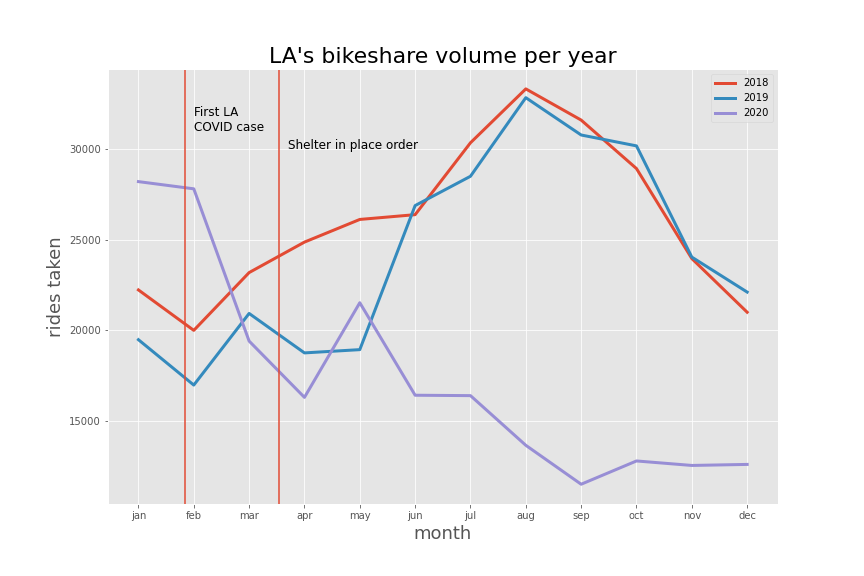 LA's bikeshare volume per year
2018
2019
2020
First LA
COVID case
Shelter in place order
rides taken
30000
25000
20000
15000
jan feb mar apr may jun jul aug sep oct nov dec
month